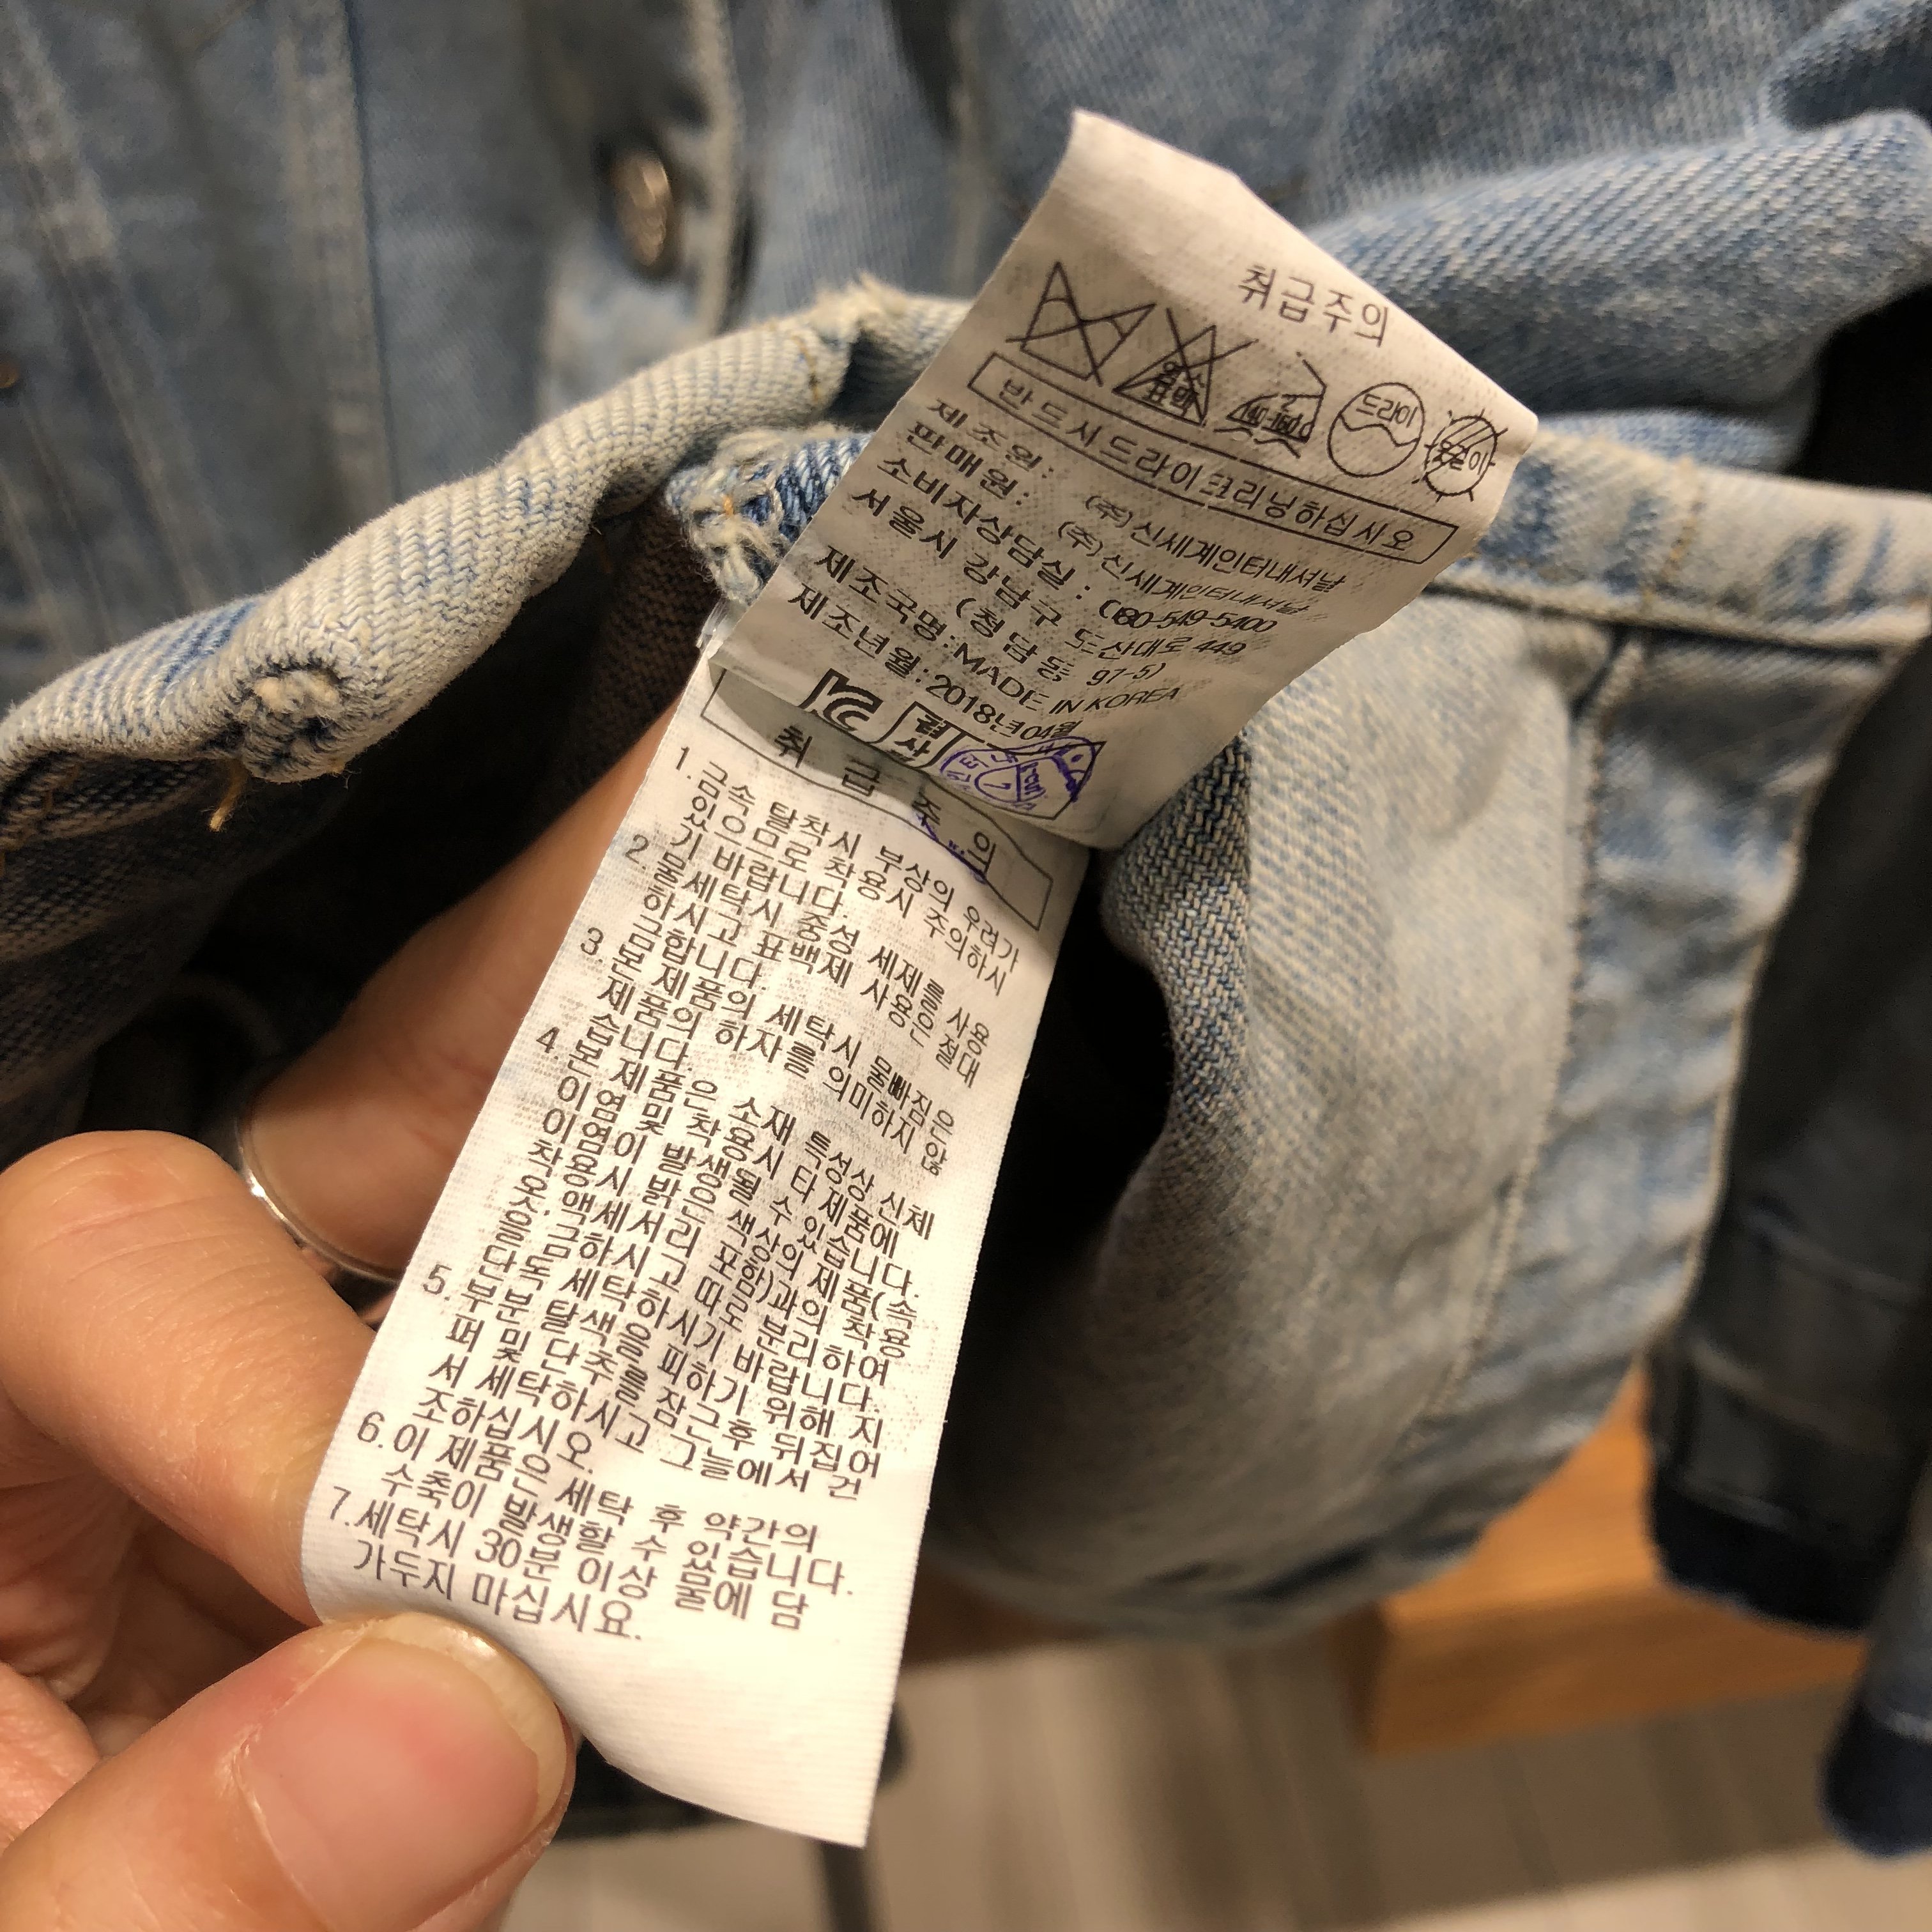 취급주의
염소
표백
140~160℃
드라이
옷걸이
반드시드라이크리닝하십시오
제조원: (주)신세계인터내셔날
판매원: (주)신세계인터내셔날
소비자상담실: 080-549-5400
서울시 강남구 도산대로 449
(청담동 97-5)
제조국명:MADE IN KOREA
제조년월:2018년04월
검사
취급주의
1.금속 탈착시 부상의 우려가
있으므로 착용시 주의하시
기 바랍니다.
2.물세탁시 중성 세제를 사용
하시고 표백제 사용은 절대
금합니다.
3 본 제품의 세탁시 물빠짐은
제품의 하자를 의미하지 않
습니다.
4 본 제품은 소재 특성상 신체
이염및 착용시 타제품에
이염이 발생될 수 있습니다.
착용시 밝은 색상의 제품(속
옷.액세서리 포함)과의 착용
을 금하시고 따로 분리하여
단독 세탁하시기 바랍니다.
5.부분 탈색을 피하기 위해 지
퍼 및 단추를 잠근후 뒤집어
서 세탁하시고 그늘에서 건
조하십시오.
6.이 제품은 세탁 후 약간의
수축이 발생할 수 있습니다.
7.세탁시 30분 이상 물에 담
가두지 마십시요.